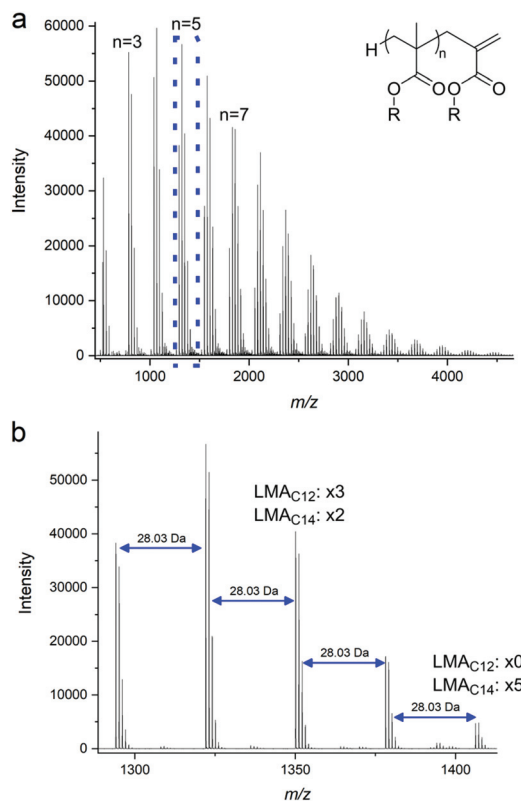 a
n=3
n=5
n=7
H
n
O
O
O
O
R
R
60000
50000
40000
30000
20000
10000
0
Intensity
1000
2000
3000
4000
m/z
b
LMAC12: x3
LMAC14: x2
28.03 Da
28.03 Da
28.03 Da
28.03 Da
LMAC12: x0
LMAC14: x5
50000
40000
30000
20000
10000
0
Intensity
1300
1350
1400
m/z